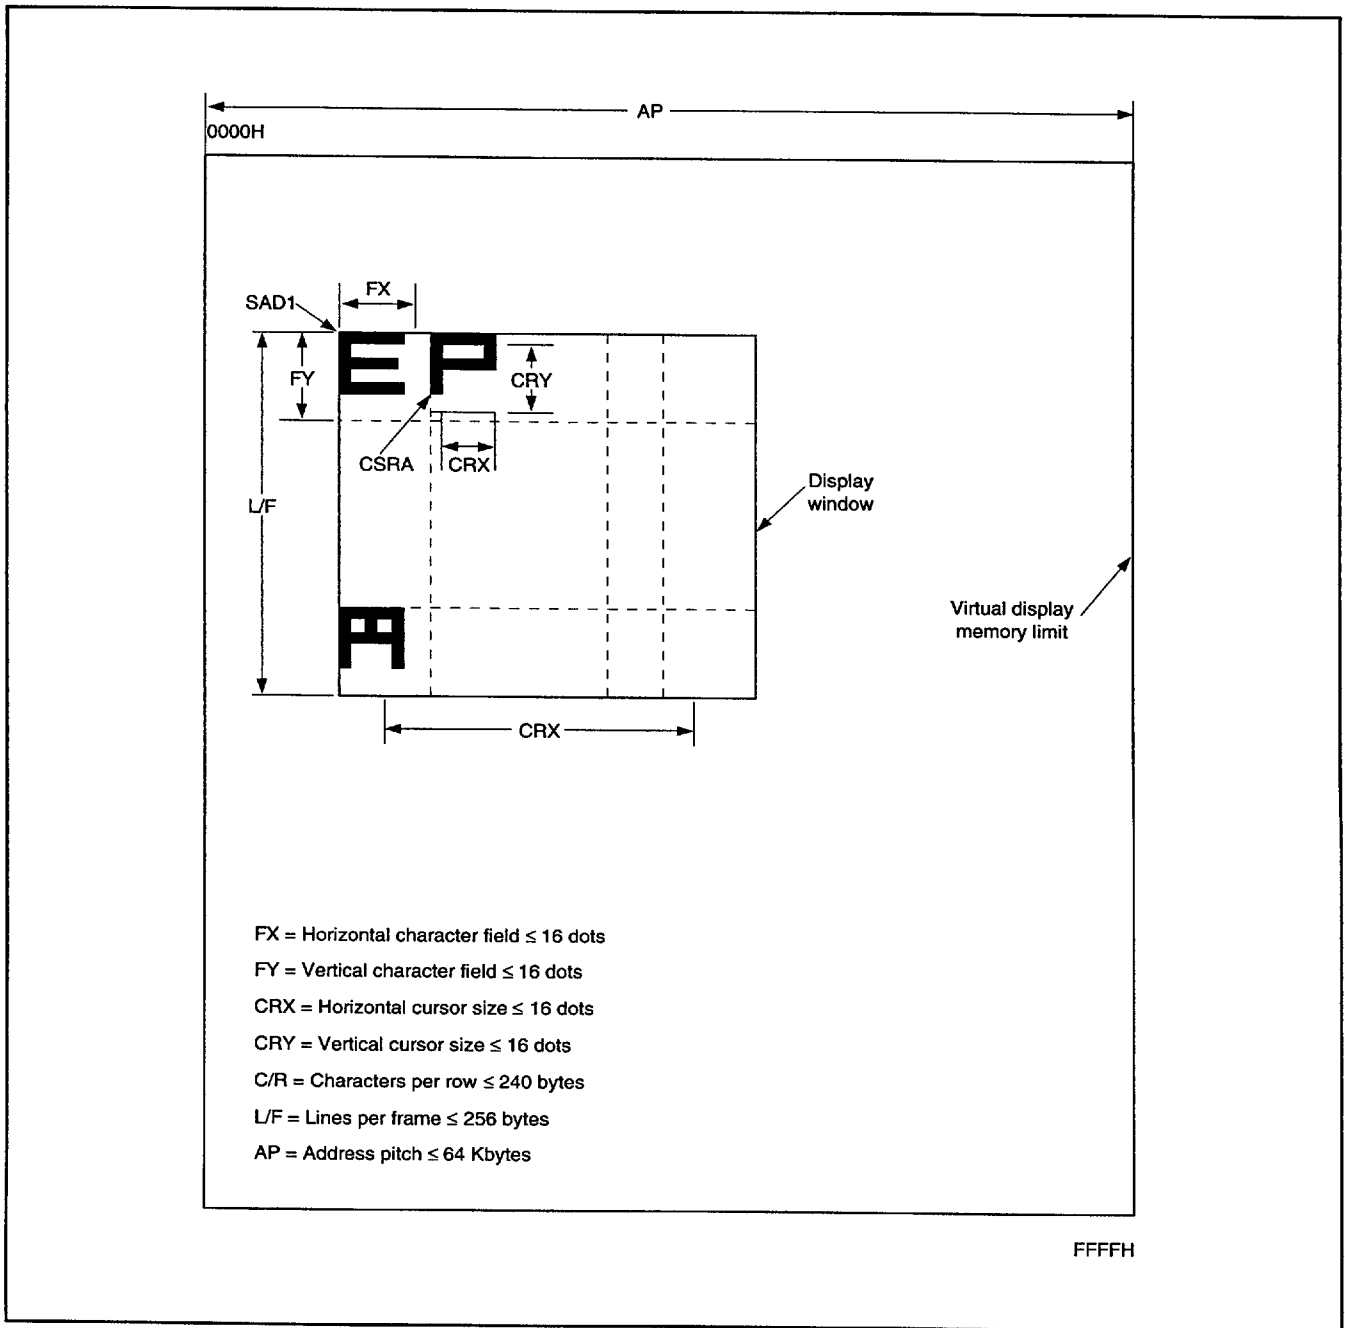 AP
0000H
FX
SAD1
E P
FY
CRY
CSRA
CRX
L/F
Display
window
Virtual display
memory limit
CRX
FX = Horizontal character field ≤ 16 dots
FY = Vertical character field ≤ 16 dots
CRX = Horizontal cursor size ≤ 16 dots
CRY = Vertical cursor size ≤ 16 dots
C/R = Characters per row ≤ 240 bytes
L/F = Lines per frame ≤ 256 bytes
AP = Address pitch ≤ 64 Kbytes
FFFFH